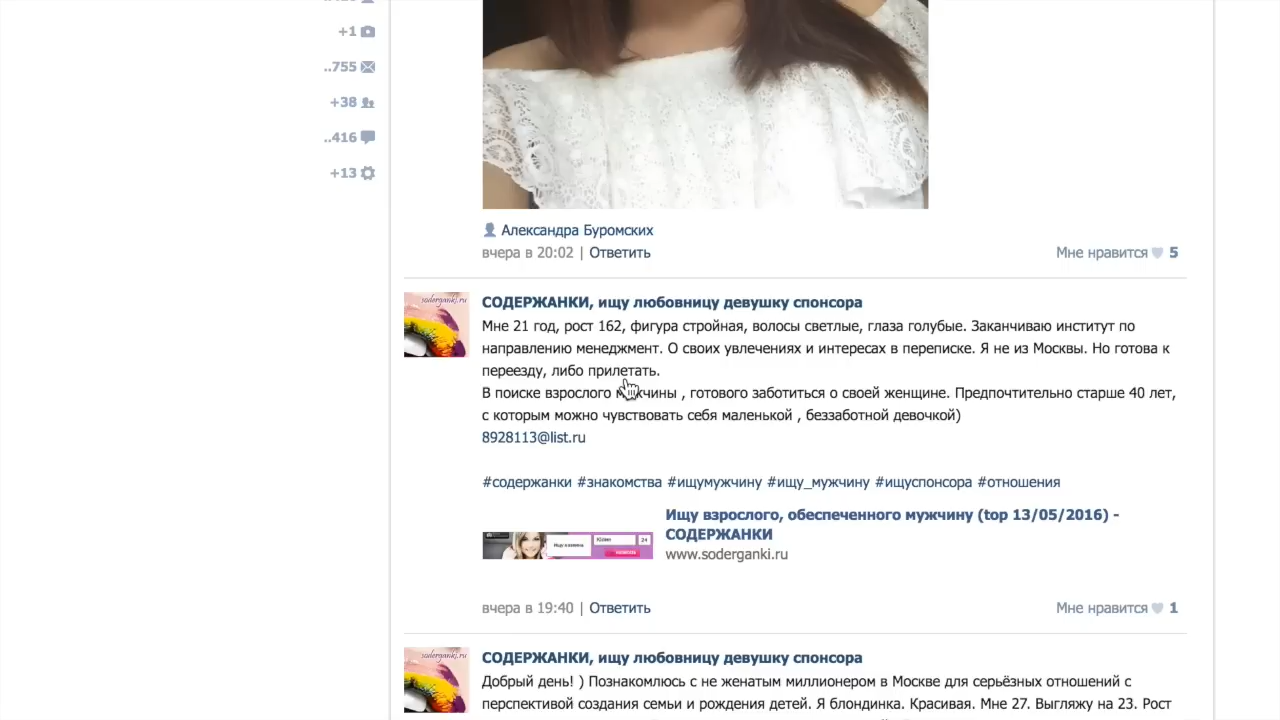 +1
..755
+38
..416
+13
Александра Буромских
вчера в 20:02 | Ответить
Мне нравится 5
soderganki.ru
СОДЕРЖАНКИ, ищу любовницу девушку спонсора
Мне 21 год, рост 162, фигура стройная, волосы светлые, глаза голубые. Заканчиваю институт по
направлению менеджмент. О своих увлечениях и интересах в переписке. Я не из Москвы. Но готова к
переезду, либо прилетать.
В поиске взрослого мужчины , готового заботиться о своей женщине. Предпочтительно старше 40 лет,
с которым можно чувствовать себя маленькой , беззаботной девочкой)
8928113@list.ru
#содержанки #знакомства #ищумужчину #ищу_мужчину #ищуспонсора #отношения
Ищу взрослого, обеспеченного мужчину (top 13/05/2016) -
СОДЕРЖАНКИ
www.soderganki.ru
вчера в 19:40 | Ответить
Мне нравится 1
soderganki.ru
СОДЕРЖАНКИ, ищу любовницу девушку спонсора
Добрый день! ) Познакомлюсь с не женатым миллионером в Москве для серьёзных отношений с
перспективой создания семьи и рождения детей. Я блондинка. Красивая. Мне 27. Выгляжу на 23. Рост